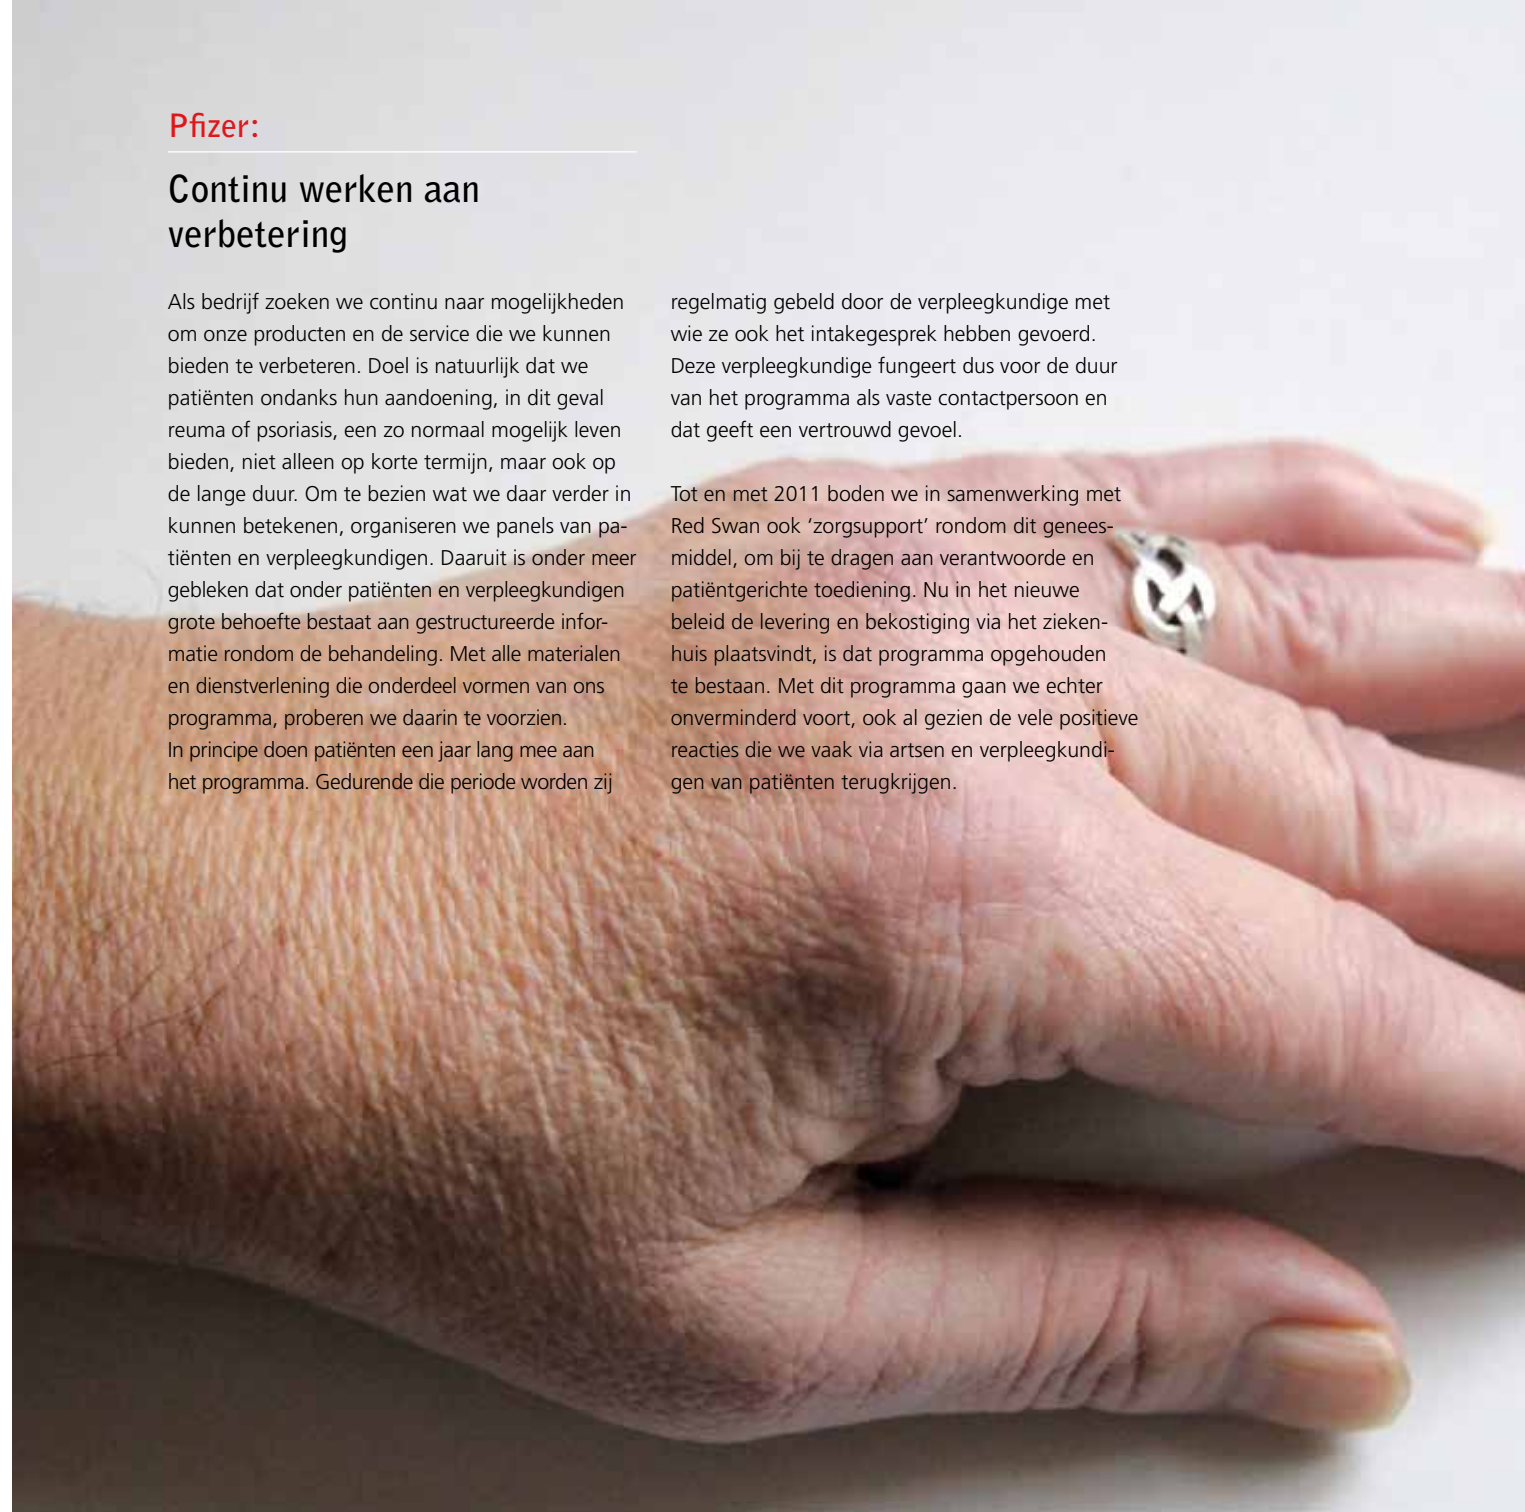 Pfizer:
Continu werken aan
verbetering
Als bedrijf zoeken we continu naar mogelijkheden
om onze producten en de service die we kunnen
bieden te verbeteren. Doel is natuurlijk dat we
patiënten ondanks hun aandoening, in dit geval
reuma of psoriasis, een zo normaal mogelijk leven
bieden, niet alleen op korte termijn, maar ook op
de lange duur. Om te bezien wat we daar verder in
kunnen betekenen, organiseren we panels van pa-
tiënten en verpleegkundigen. Daaruit is onder meer
gebleken dat onder patiënten en verpleegkundigen
grote behoefte bestaat aan gestructureerde infor-
matie rondom de behandeling. Met alle materialen
en dienstverlening die onderdeel vormen van ons
programma, proberen we daarin te voorzien.
In principe doen patiënten een jaar lang mee aan
het programma. Gedurende die periode worden zij
regelmatig gebeld door de verpleegkundige met
wie ze ook het intakegesprek hebben gevoerd.
Deze verpleegkundige fungeert dus voor de duur
van het programma als vaste contactpersoon en
dat geeft een vertrouwd gevoel.
Tot en met 2011 boden we in samenwerking met
Red Swan ook ‘zorgsupport’ rondom dit genees-
middel, om bij te dragen aan verantwoorde en
patiëntgerichte toediening. Nu in het nieuwe
beleid de levering en bekostiging via het zieken-
huis plaatsvindt, is dat programma opgehouden
te bestaan. Met dit programma gaan we echter
onverminderd voort, ook al gezien de vele positieve
reacties die we vaak via artsen en verpleegkundi-
gen van patiënten terugkrijgen.